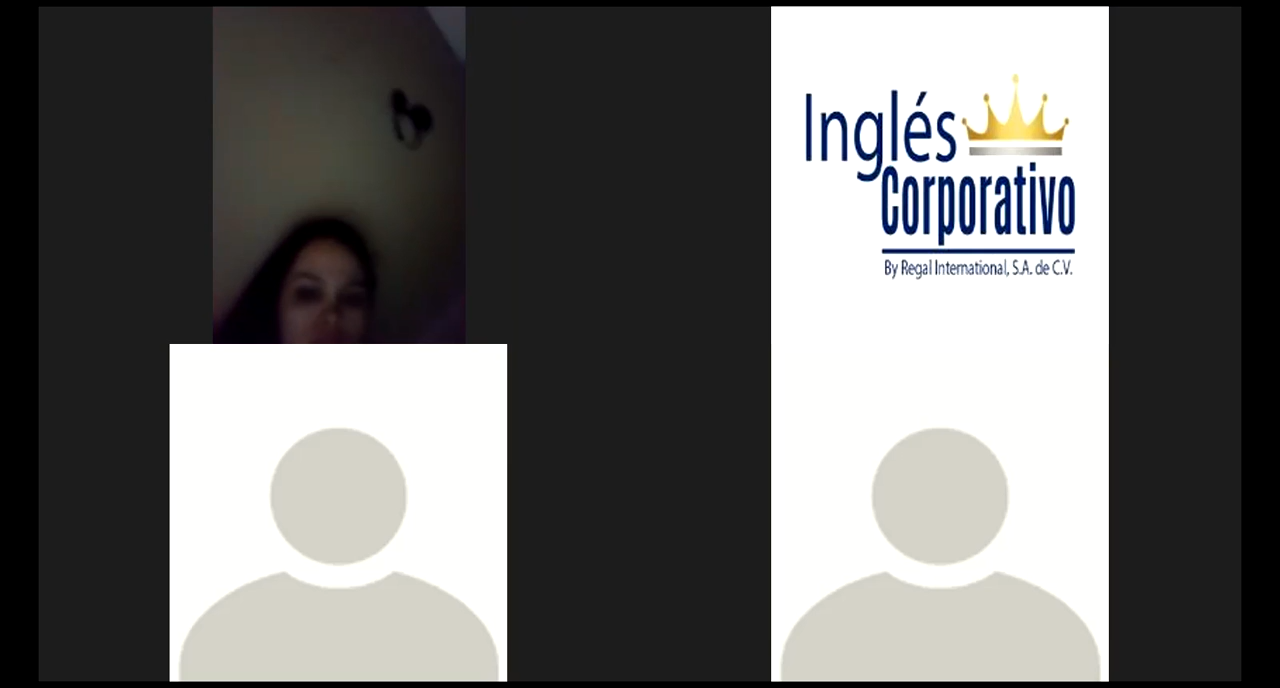 Inglés
Corporativo
By Regal International, S.A. de C.V.